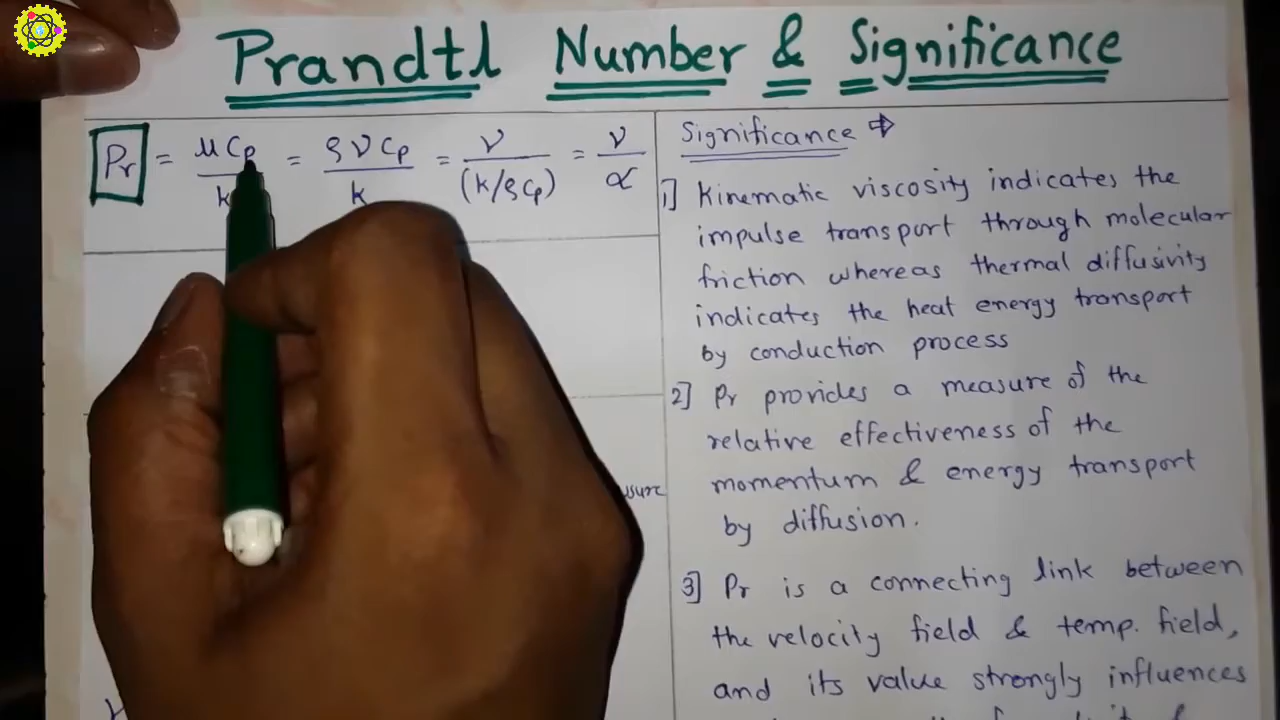 Prandtl Number & Significance
Pr = μCp/k = ρνCp/k = ν/(k/ρCp) = ν/α
Significance ⇒
1] Kinematic viscosity indicates the
impulse transport through molecular
friction whereas thermal diffusivity
indicates the heat energy transport
by conduction process
2] Pr provides a measure of the
relative effectiveness of the
momentum & energy transport
by diffusion.
3] Pr is a connecting link between
the velocity field & temp. field,
and its value strongly influences